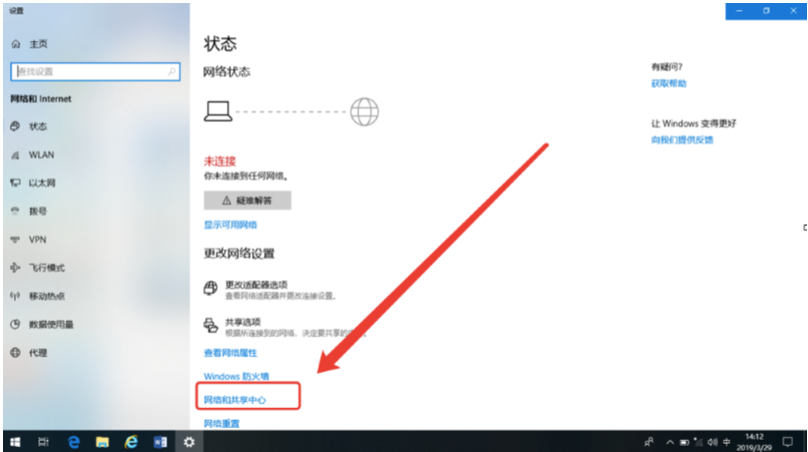 设置
主页
查找设置
网络和 Internet
状态
WLAN
以太网
拨号
VPN
飞行模式
移动热点
数据使用量
代理
状态
网络状态
未连接
你未连接到任何网络。
疑难解答
显示可用网络
更改网络设置
更改适配器选项
查看网络适配器并更改连接设置。
共享选项
根据所连接到的网络，决定要共享的
查看网络属性
Windows 防火墙
网络和共享中心
网络重置
有疑问?
获取帮助
让 Windows 变得更好
向我们提供反馈
中
14:12
2019/3/29